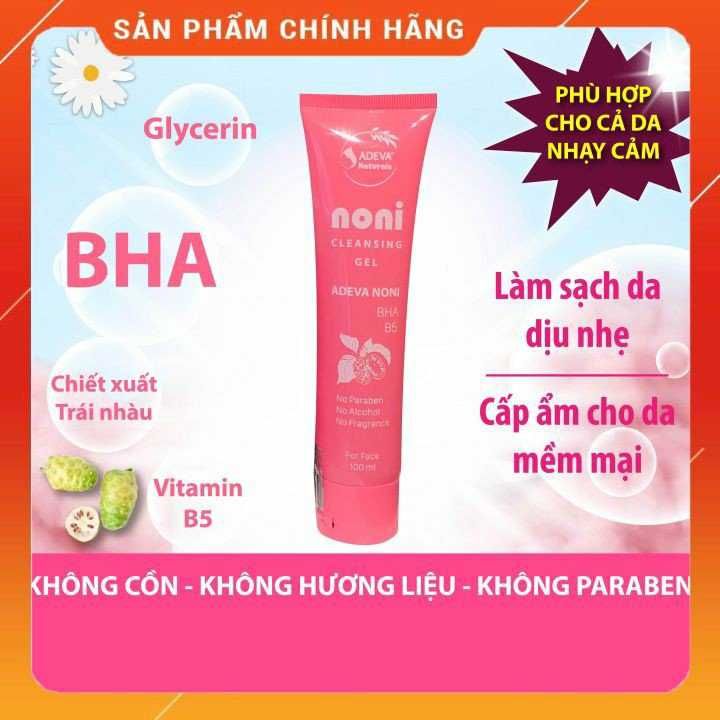 SẢN PHẨM CHÍNH HÃNG
PHÙ HỢP
CHO CẢ DA
NHẠY CẢM
Glycerin
BHA
Chiết xuất
Trái nhàu
Vitamin
B5
ADEVA
Naturals
noni
CLEANSING
GEL
ADEVA NONI
BHA
B5
No Paraben
No Alcohol
No Fragrance
For Face
100 ml
Làm sạch da
dịu nhẹ
Cấp ẩm cho da
mềm mại
KHÔNG CỒN - KHÔNG HƯƠNG LIỆU - KHÔNG PARABEN